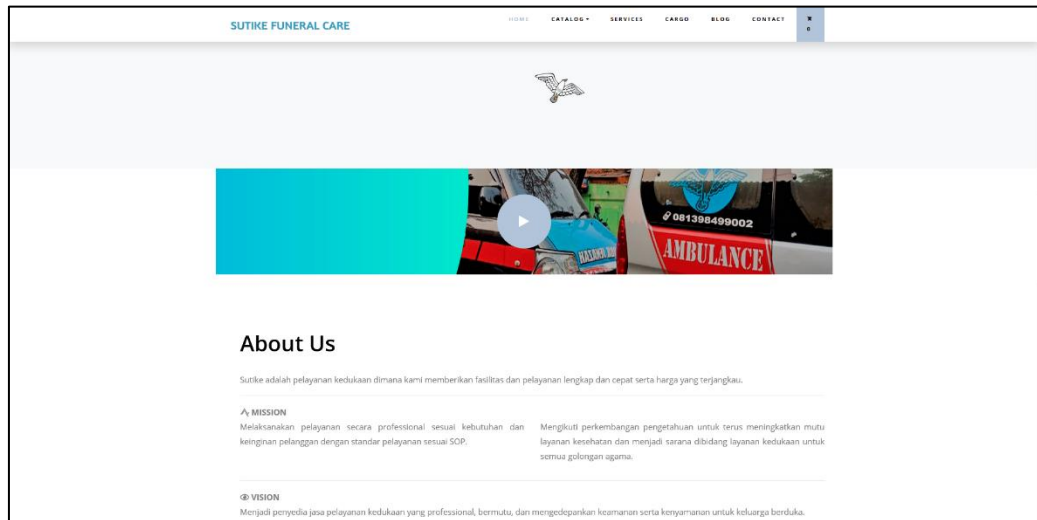 SUTIKE FUNERAL CARE
HOME CATALOG SERVICES CARGO BLOG CONTACT 0
081398499002
AMBULANCE
About Us
Sutike adalah pelayanan kedukaan dimana kami memberikan fasilitas dan pelayanan lengkap dan cepat serta harga yang terjangkau.
MISSION
Melaksanakan pelayanan secara professional sesuai kebutuhan dan
keinginan pelanggan dengan standar pelayanan sesuai SOP.
Mengikuti perkembangan pengetahuan untuk terus meningkatkan mutu
layanan kesehatan dan menjadi sarana dibidang layanan kedukaan untuk
semua golongan agama.
VISION
Menjadi penyedia jasa pelayanan kedukaan yang professional, bermutu, dan mengedepankan keamanan serta kenyamanan untuk keluarga berduka.